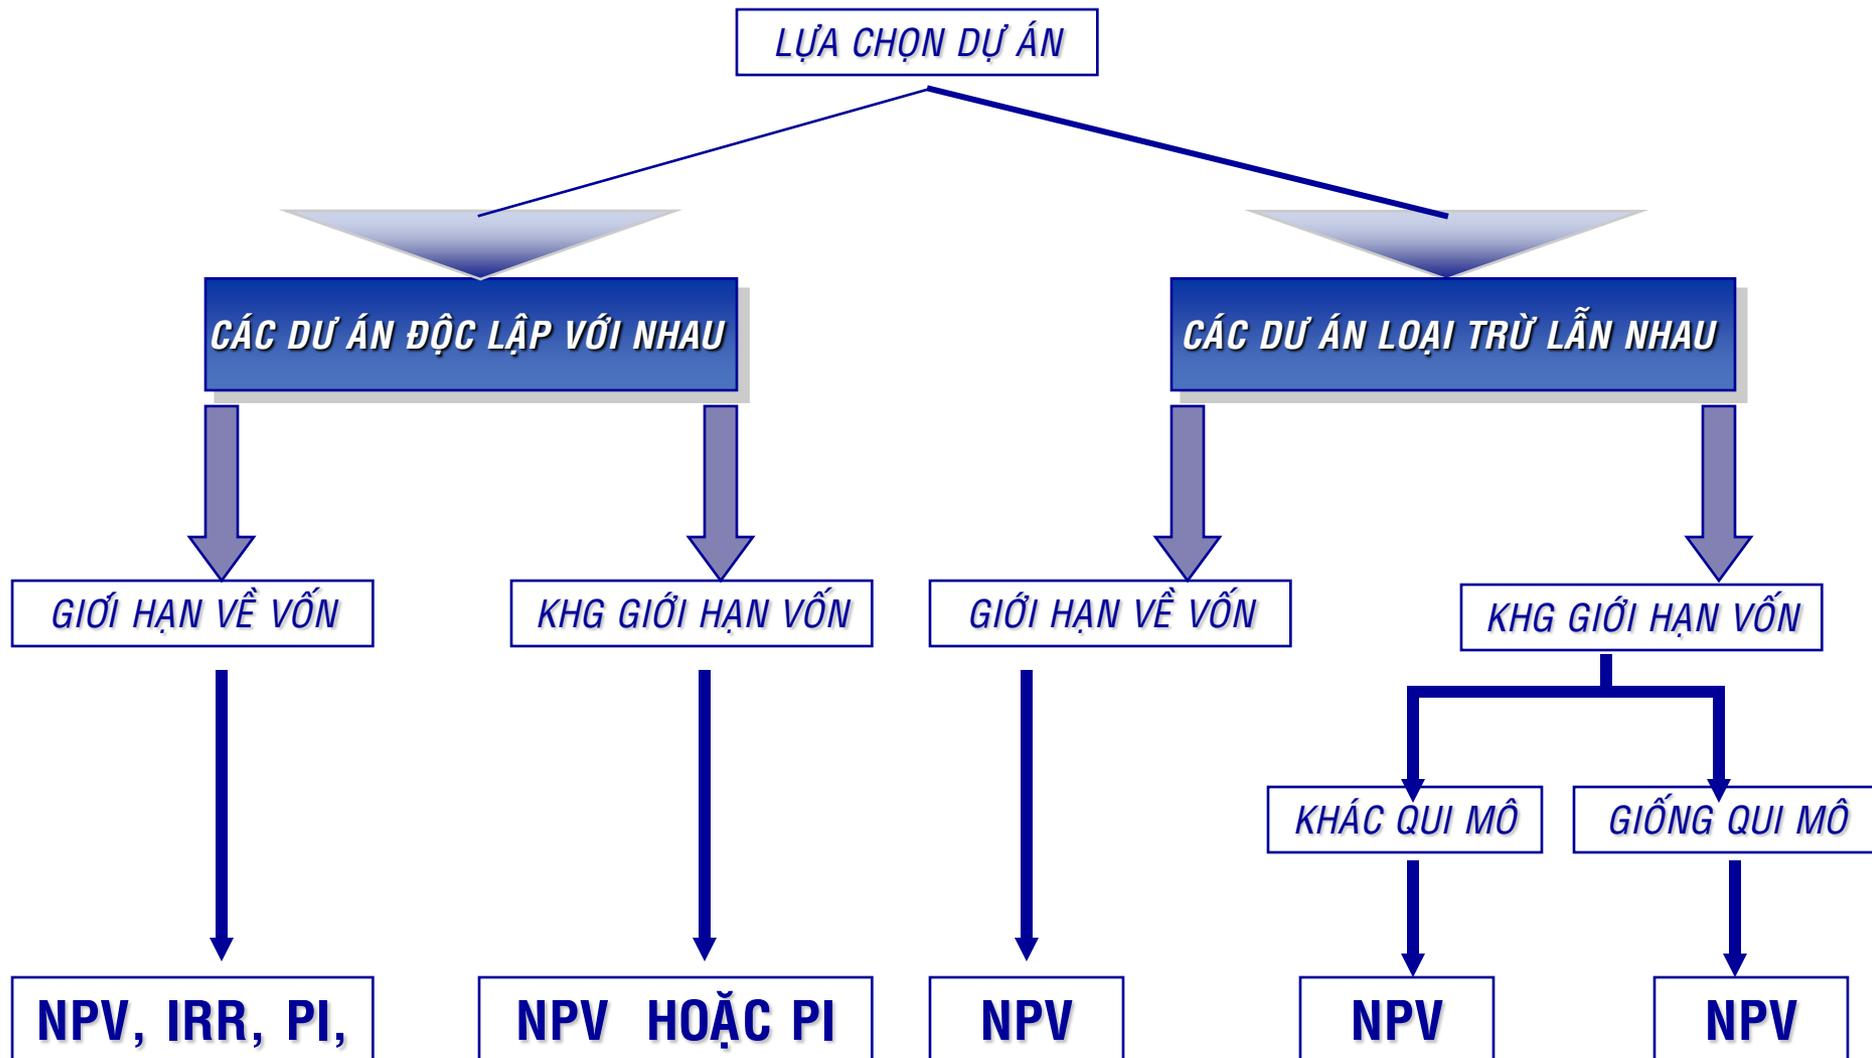 LỰA CHỌN DỰ ÁN
CÁC DƯ ÁN ĐỘC LẬP VỚI NHAU
CÁC DƯ ÁN LOẠI TRỪ LẪN NHAU
GIƠÍ HẠN VỀ VỐN
KHG GIỚI HẠN VỐN
GIỚI HẠN VỀ VỐN
KHG GIỚI HẠN VỐN
KHÁC QUI MÔ
GIỐNG QUI MÔ
NPV, IRR, PI,
NPV HOẶC PI
NPV
NPV
NPV